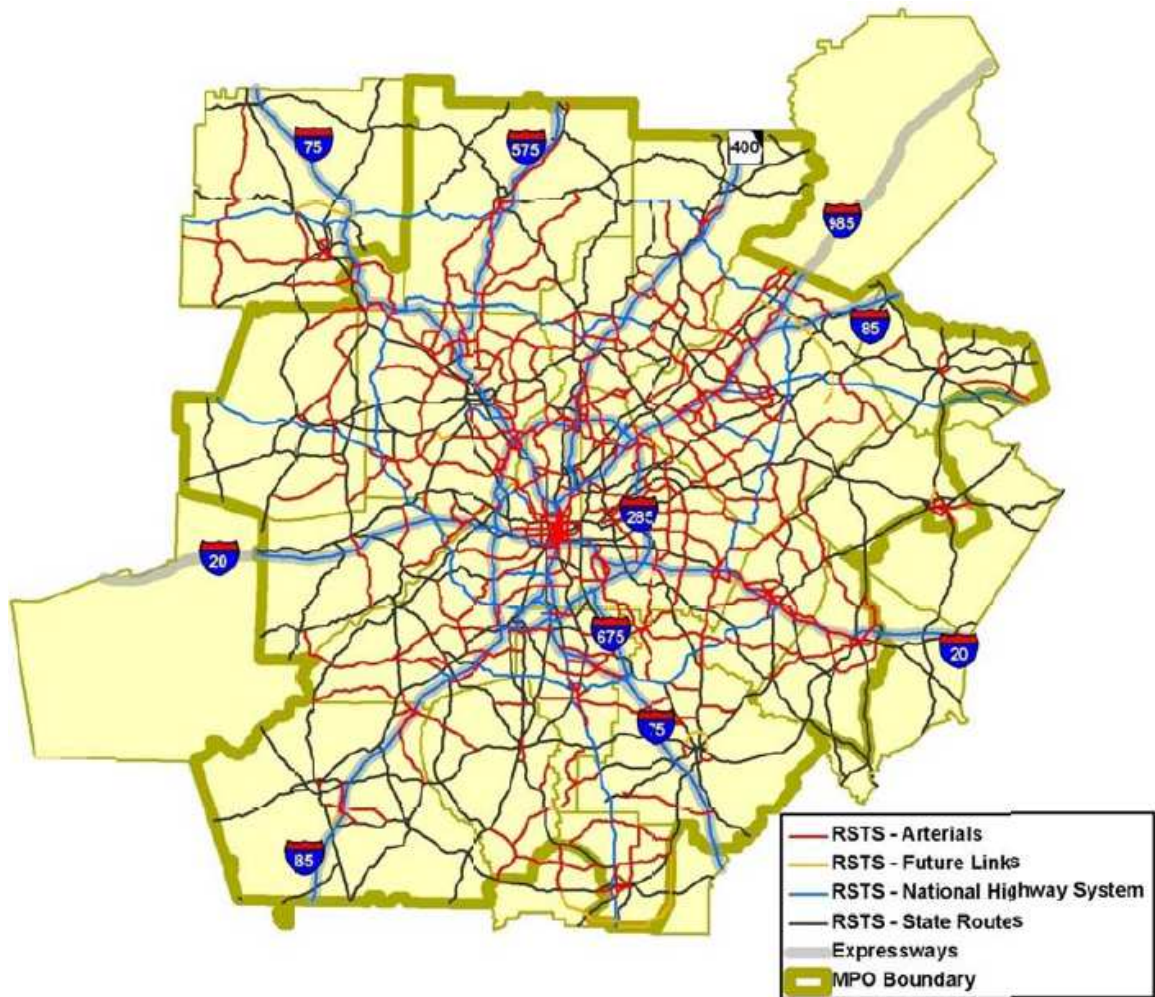 75
575
400
985
85
285
20
675
20
75
85
RSTS - Arterials
RSTS - Future Links
RSTS - National Highway System
RSTS - State Routes
Expressways
MPO Boundary